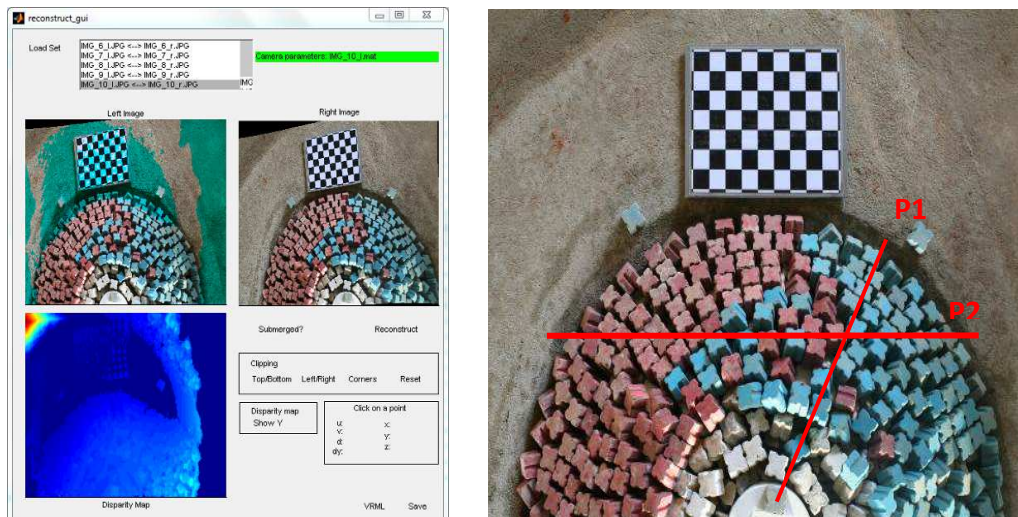 reconstruct_gui
Load Set
IMG_6_l.JPG <--> IMG_6_r.JPG
IMG_7_l.JPG <--> IMG_7_r.JPG
IMG_8_l.JPG <--> IMG_8_r.JPG
IMG_9_l.JPG <--> IMG_9_r.JPG
IMG_10_l.JPG <--> IMG_10_r.JPG
IMG
Camera parameters: IMG_10_l.mat
Left Image
Right Image
Submerged?
Reconstruct
Clipping
Top/Bottom Left/Right Corners Reset
Disparity map
Show Y
Click on a point
u: x:
v:
y:
d:
z:
dy:
Disparity Map
VRML Save
P1
P2